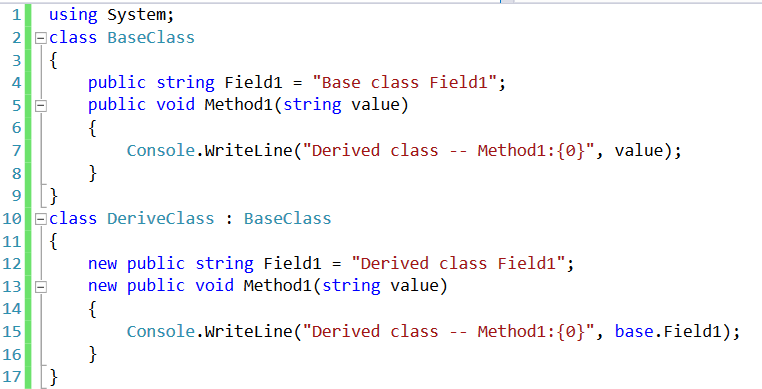 1 using System;
2 class BaseClass
3 {
4 public string Field1 = "Base class Field1";
5 public void Method1(string value)
6 {
7 Console.WriteLine("Derived class -- Method1:{0}", value);
8 }
9 }
10 class DeriveClass : BaseClass
11 {
12 new public string Field1 = "Derived class Field1";
13 new public void Method1(string value)
14 {
15 Console.WriteLine("Derived class -- Method1:{0}", base.Field1);
16 }
17 }